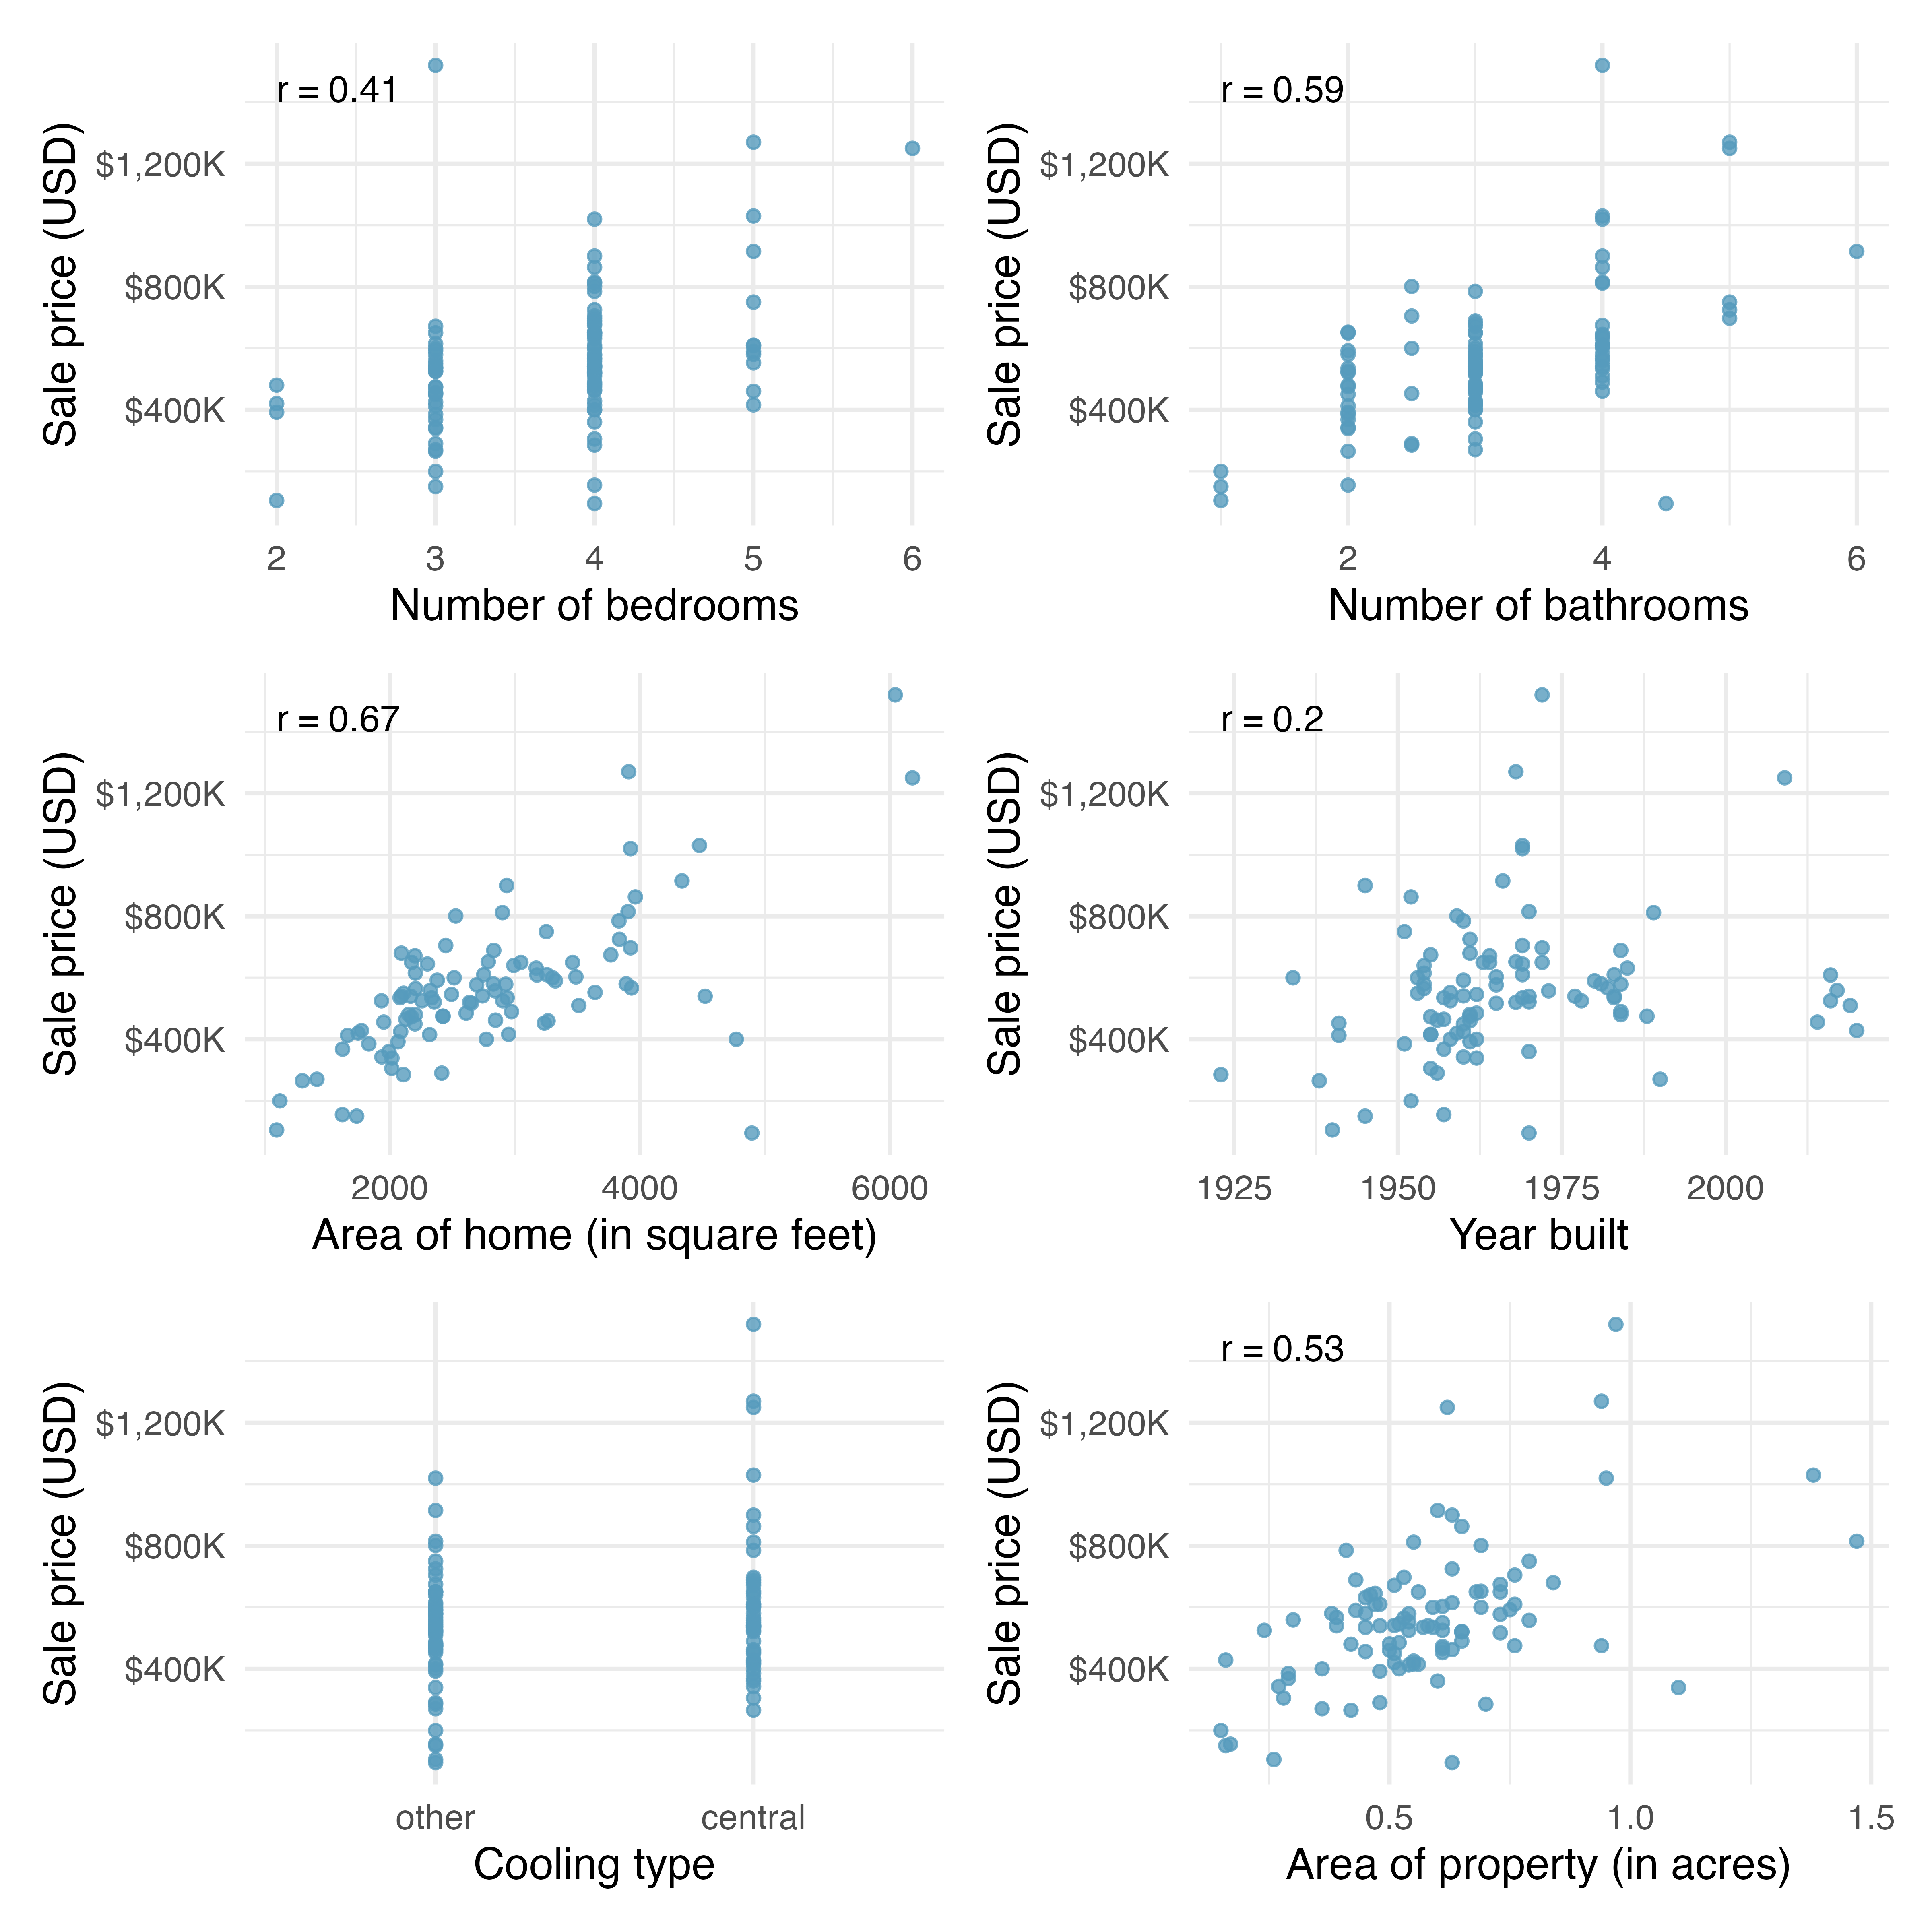 r = 0.41
Sale price (USD)
$1,200K
$800K
$400K
2 3 4 5 6
Number of bedrooms
r = 0.59
Sale price (USD)
$1,200K
$800K
$400K
2 4 6
Number of bathrooms
r = 0.67
Sale price (USD)
$1,200K
$800K
$400K
2000 4000 6000
Area of home (in square feet)
r = 0.2
Sale price (USD)
$1,200K
$800K
$400K
1925 1950 1975 2000
Year built
Sale price (USD)
$1,200K
$800K
$400K
other central
Cooling type
r = 0.53
Sale price (USD)
$1,200K
$800K
$400K
0.5 1.0 1.5
Area of property (in acres)